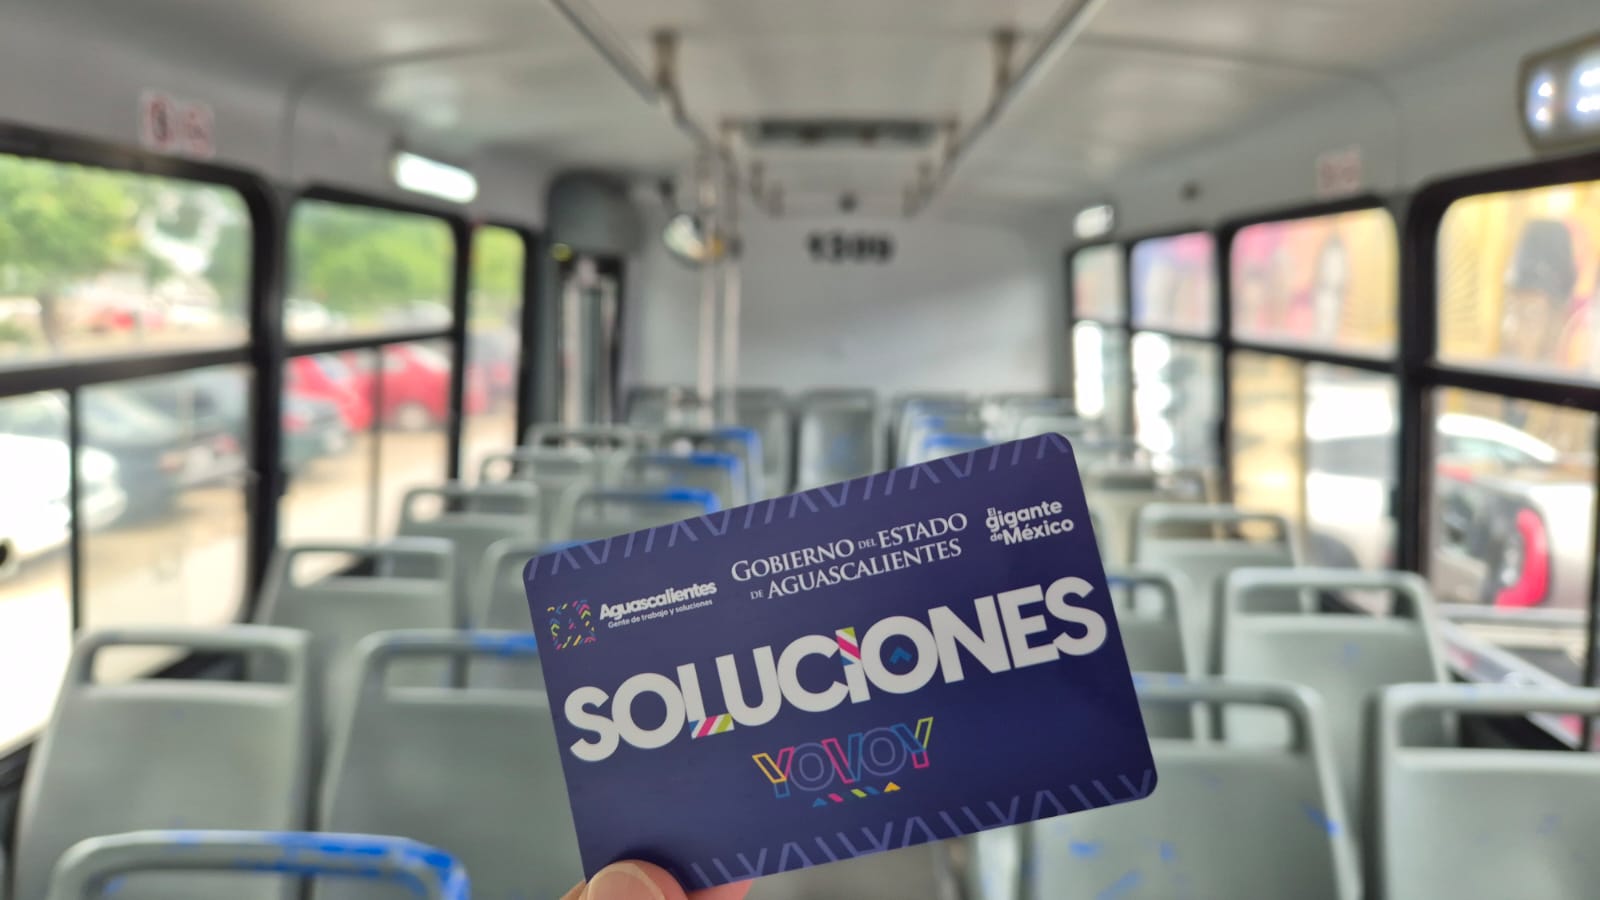 Aguascalientes
Gente de trabajo y soluciones
GOBIERNO DEL ESTADO
DE AGUASCALIENTES
El
gigante
de México
SOLUCIONES
YOVOY